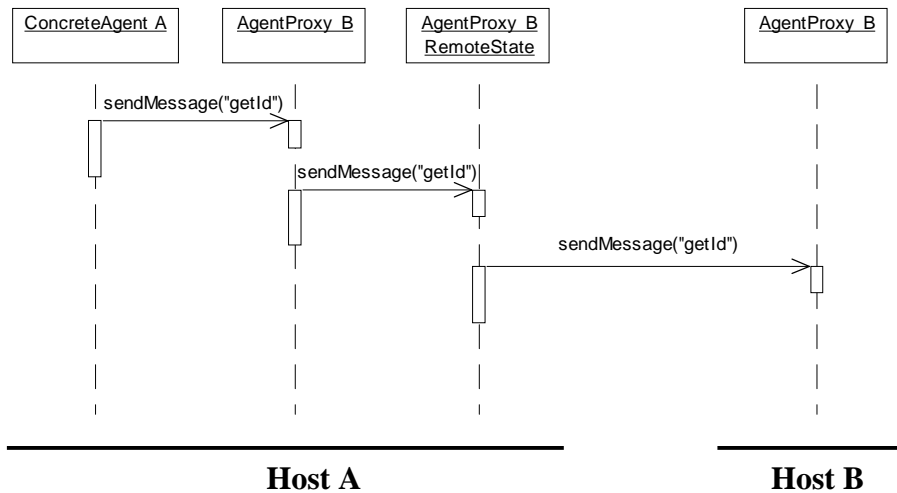 ConcreteAgent A
AgentProxy B
AgentProxy B
RemoteState
AgentProxy B
sendMessage("getId")
sendMessage("getId")
sendMessage("getId")
Host A
Host B